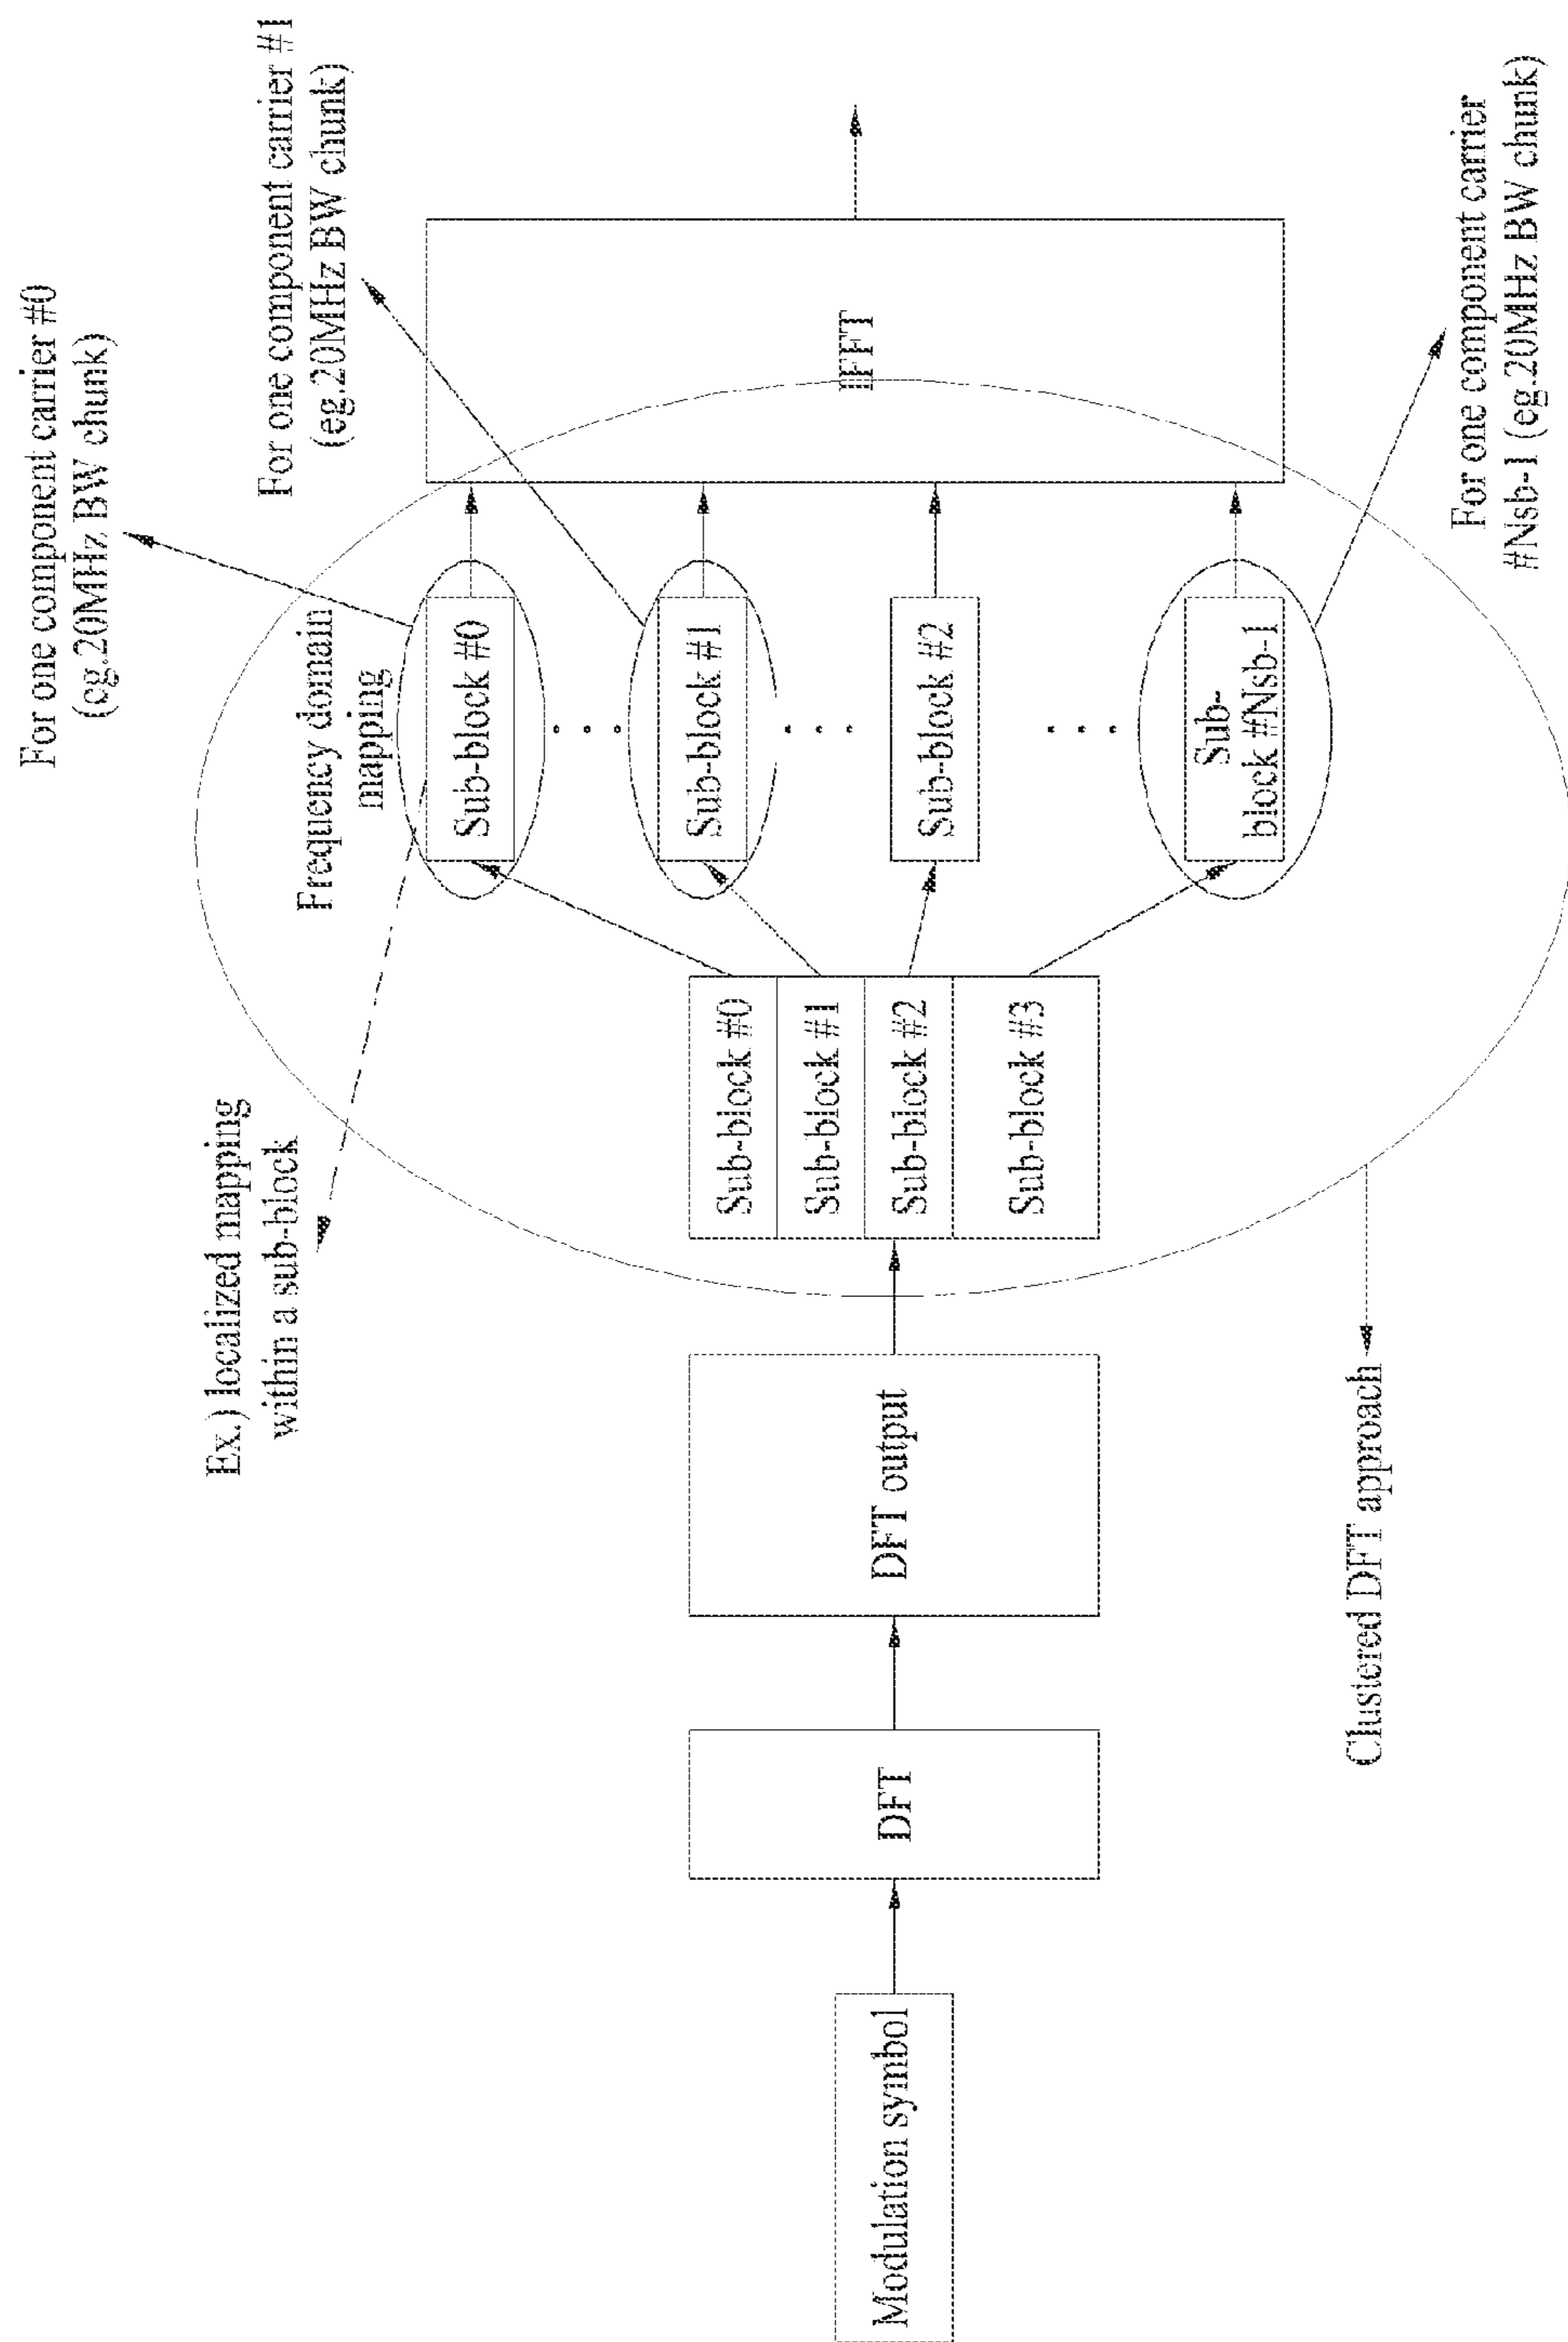 For one component carrier #0
(eg.20MHz BW chunk)
For one component carrier #1
(eg.20MHz BW chunk)
Ex.) localized mapping
within a sub-block
Frequency domain
mapping
Modulation symbol
DFT
DFT output
Sub-block #0
Sub-block #1
Sub-block #2
Sub-block #3
Sub-block #0
Sub-block #1
Sub-block #2
Sub-
block #Nsb-1
IFFT
Clustered DFT approach
For one component carrier
#Nsb-1 (eg.20MHz BW chunk)